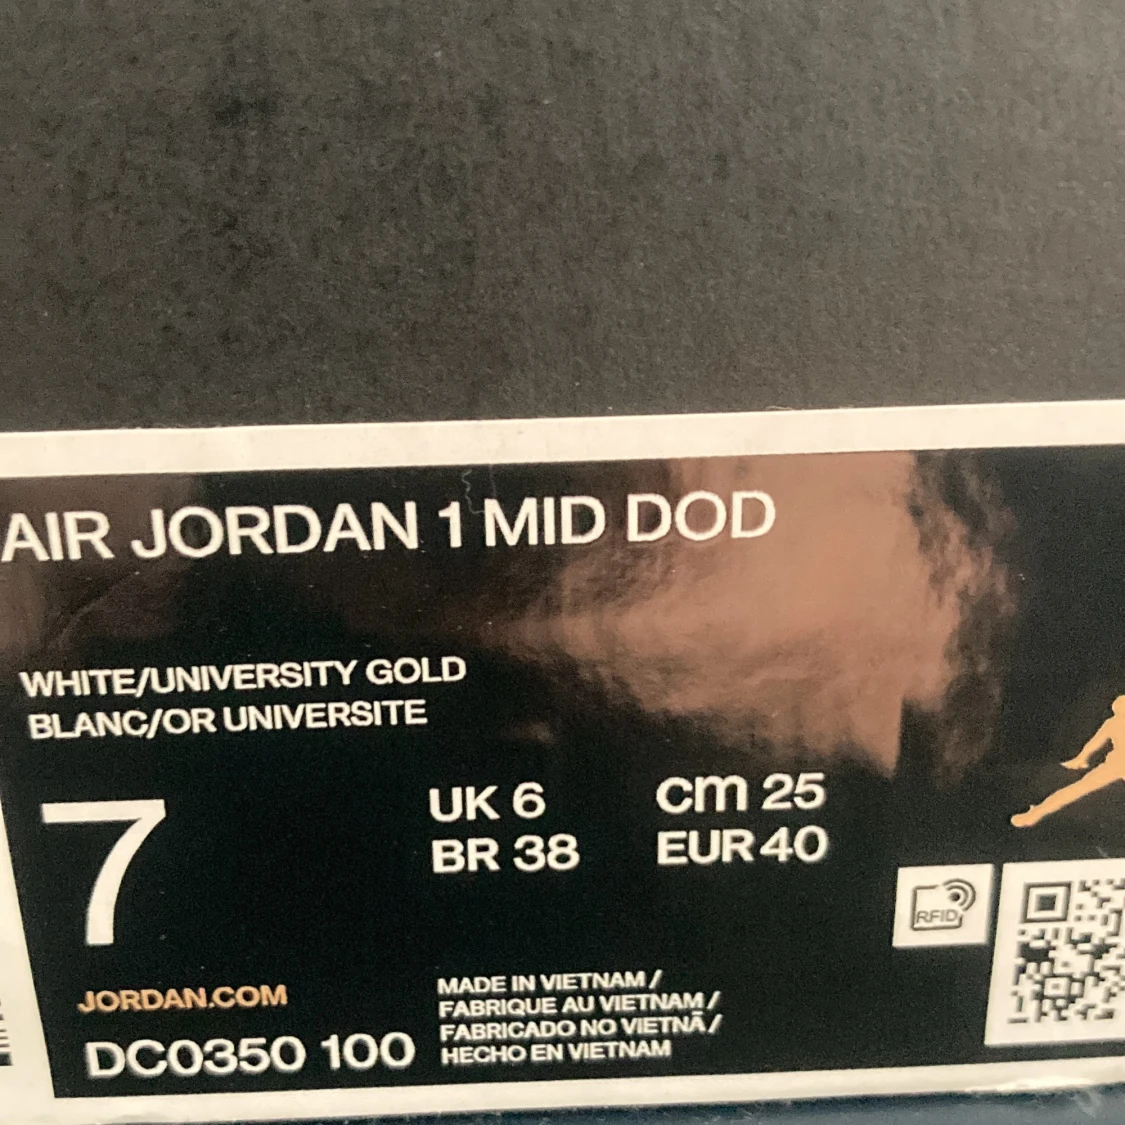 AIR JORDAN 1 MID DOD
WHITE/UNIVERSITY GOLD
BLANC/OR UNIVERSITE
7
UK 6
cm 25
BR 38
EUR 40
RFID
JORDAN.COM
DC0350 100
MADE IN VIETNAM /
FABRIQUE AU VIETNAM /
FABRICADO NO VIETNÃ /
HECHO EN VIETNAM